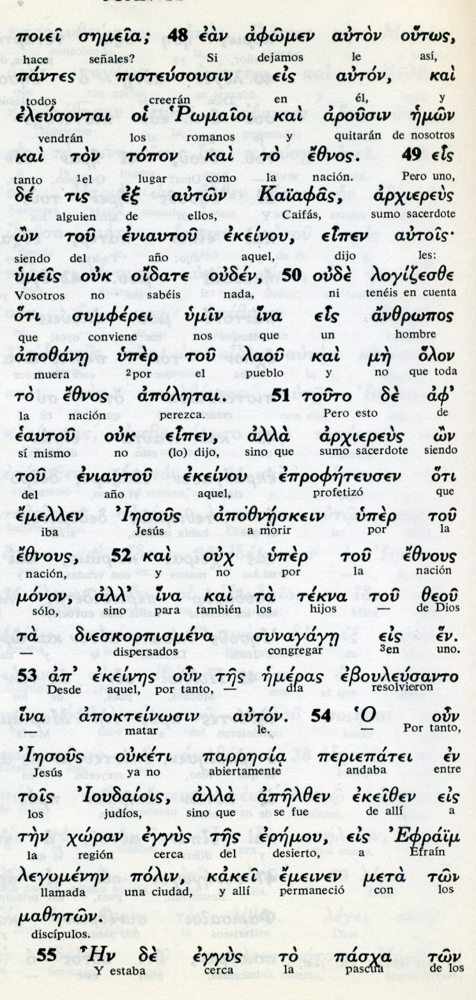 ποιεῖ σημεῖα; 48 ἐὰν ἀφῶμεν αὐτὸν οὕτως,
hace señales? Si dejamos le así,
πάντες πιστεύσουσιν εἰς αὐτόν, καὶ
todos creerán en él, y
ἐλεύσονται οἱ Ῥωμαῖοι καὶ ἀροῦσιν ἡμῶν
vendrán los romanos y quitarán de nosotros
καὶ τὸν τόπον καὶ τὸ ἔθνος. 49 εἷς
tanto 1el lugar como la nación. Pero uno,
δέ τις ἐξ αὐτῶν Καϊαφᾶς, ἀρχιερεὺς
alguien de ellos, Caifás, sumo sacerdote
ὢν τοῦ ἐνιαυτοῦ ἐκείνου, εἶπεν αὐτοῖς·
siendo del año aquel, dijo les:
ὑμεῖς οὐκ οἴδατε οὐδέν, 50 οὐδὲ λογίζεσθε
Vosotros no sabéis nada, ni tenéis en cuenta
ὅτι συμφέρει ὑμῖν ἵνα εἷς ἄνθρωπος
que conviene nos que un hombre
ἀποθάνῃ ὑπὲρ τοῦ λαοῦ καὶ μὴ ὅλον
muera 2por el pueblo y no que toda
τὸ ἔθνος ἀπόληται. 51 τοῦτο δὲ ἀφ’
la nación perezca. Pero esto de
ἑαυτοῦ οὐκ εἶπεν, ἀλλὰ ἀρχιερεὺς ὢν
sí mismo no (lo) dijo, sino que sumo sacerdote siendo
τοῦ ἐνιαυτοῦ ἐκείνου ἐπροφήτευσεν ὅτι
del año aquel, profetizó que
ἔμελλεν Ἰησοῦς ἀποθνῄσκειν ὑπὲρ τοῦ
iba Jesús a morir por la
ἔθνους, 52 καὶ οὐχ ὑπὲρ τοῦ ἔθνους
nación, y no por la nación
μόνον, ἀλλ’ ἵνα καὶ τὰ τέκνα τοῦ θεοῦ
sólo, sino para también los hijos — de Dios
τὰ διεσκορπισμένα συναγάγῃ εἰς ἕν.
— dispersados congregar 3en uno.
53 ἀπ’ ἐκείνης οὖν τῆς ἡμέρας ἐβουλεύσαντο
Desde aquel, por tanto, — día resolvieron
ἵνα ἀποκτείνωσιν αὐτόν. 54 Ὁ οὖν
— matar le. — Por tanto,
Ἰησοῦς οὐκέτι παρρησίᾳ περιεπάτει ἐν
Jesús ya no abiertamente andaba entre
τοῖς Ἰουδαίοις, ἀλλὰ ἀπῆλθεν ἐκεῖθεν εἰς
los judíos, sino que se fue de allí a
τὴν χώραν ἐγγὺς τῆς ἐρήμου, εἰς Ἐφράϊμ
la región cerca del desierto, a Efraín
λεγομένην πόλιν, κἀκεῖ ἔμεινεν μετὰ τῶν
llamada una ciudad, y allí permaneció con los
μαθητῶν.
discípulos.
55 Ἦν δὲ ἐγγὺς τὸ πάσχα τῶν
Y estaba cerca la pascua de los